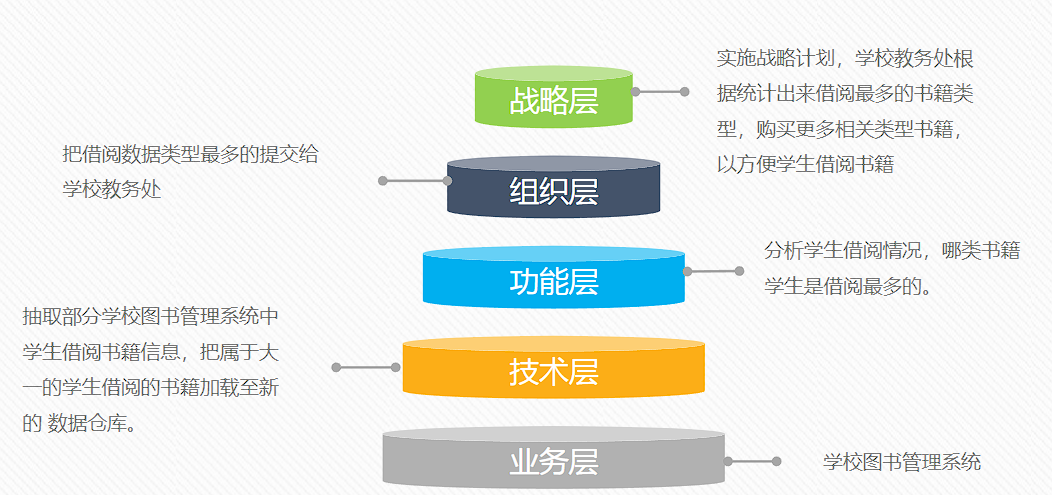 战略层
实施战略计划，学校教务处根
据统计出来借阅最多的书籍类
型，购买更多相关类型书籍，
以方便学生借阅书籍
把借阅数据类型最多的提交给
学校教务处
组织层
功能层
分析学生借阅情况，哪类书籍
学生是借阅最多的。
抽取部分学校图书管理系统中
学生借阅书籍信息，把属于大
一的学生借阅的书籍加载至新
的 数据仓库。
技术层
业务层
学校图书管理系统